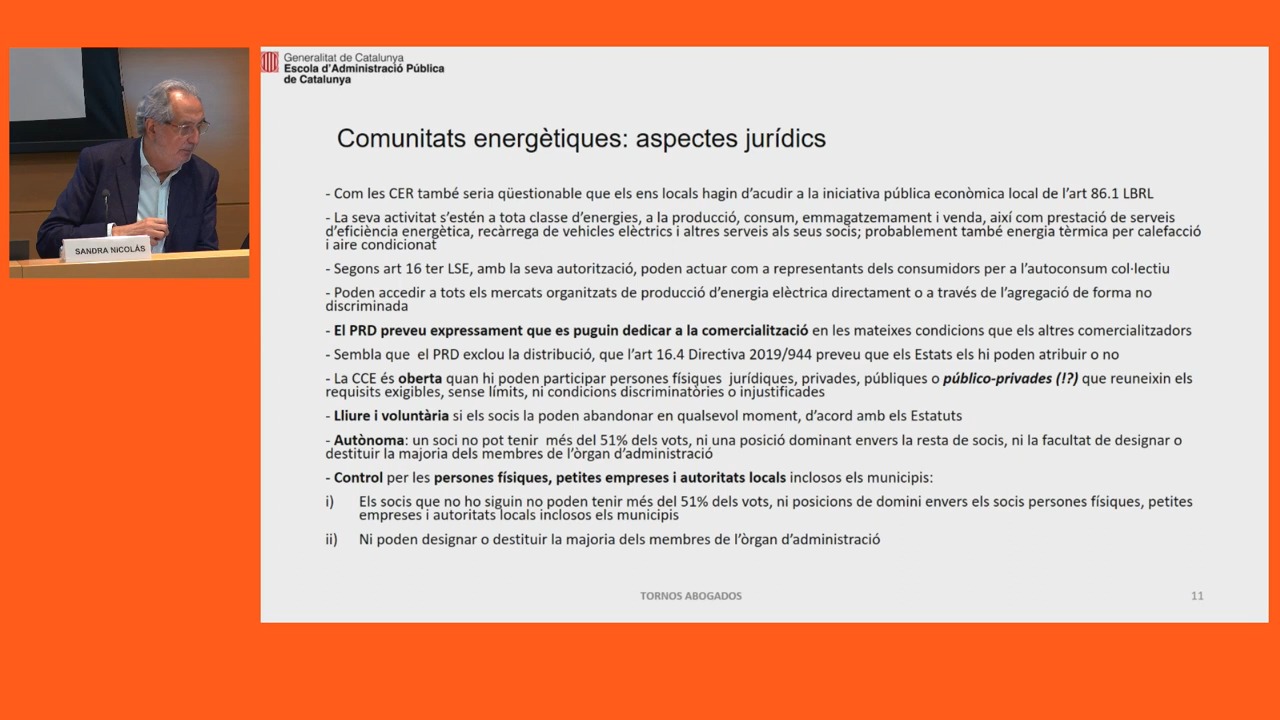 Generalitat de Catalunya
Escola d'Administració Pública
de Catalunya
SANDRA NiCOLÁS
Comunitats energètiques: aspectes jurídics
- Com les CER també seria qüestionable que els ens locals hagin d'acudir a la iniciativa pública econòmica local de l'art 86.1 LBRL
- La seva activitat s'estén a tota classe d'energies, a la producció, consum, emmagatzemament i venda, així com prestació de serveis
d'eficiència energètica, recàrrega de vehicles elèctrics i altres serveis als seus socis; probablement també energia tèrmica per calefacció
i aire condicionat
- Segons art 16 ter LSE, amb la seva autorització, poden actuar com a representants dels consumidors per a l'autoconsum col·lectiu
- Poden accedir a tots els mercats organitzats de producció d'energia elèctrica directament o a través de l'agregació de forma no
discriminada
- El PRD preveu expressament que es puguin dedicar a la comercialització en les mateixes condicions que els altres comercialitzadors
- Sembla que el PRD exclou la distribució, que l'art 16.4 Directiva 2019/944 preveu que els Estats els hi poden atribuir o no
- La CCE és oberta quan hi poden participar persones físiques jurídiques, privades, públiques o público-privades (!?) que reuneixin els
requisits exigibles, sense límits, ni condicions discriminatòries o injustificades
- Lliure i voluntària si els socis la poden abandonar en qualsevol moment, d'acord amb els Estatuts
- Autònoma: un soci no pot tenir més del 51% dels vots, ni una posició dominant envers la resta de socis, ni la facultat de designar o
destituir la majoria dels membres de l'òrgan d'administració
- Control per les persones físiques, petites empreses i autoritats locals inclosos els municipis:
i) Els socis que no ho siguin no poden tenir més del 51% dels vots, ni posicions de domini envers els socis persones físiques, petites
empreses i autoritats locals inclosos els municipis
ii) Ni poden designar o destituir la majoria dels membres de l'òrgan d'administració
TORNOS ABOGADOS
11